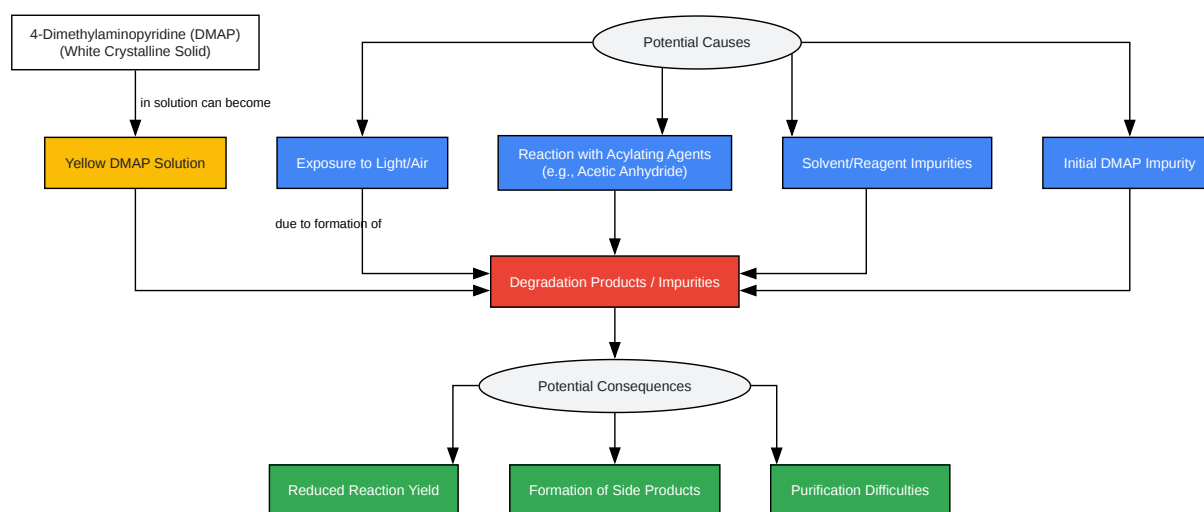 4-Dimethylaminopyridine (DMAP)
(White Crystalline Solid)
Potential Causes
in solution can become
Yellow DMAP Solution
Exposure to Light/Air
Reaction with Acylating Agents
(e.g., Acetic Anhydride)
Solvent/Reagent Impurities
Initial DMAP Impurity
due to formation of
Degradation Products / Impurities
Potential Consequences
Reduced Reaction Yield
Formation of Side Products
Purification Difficulties